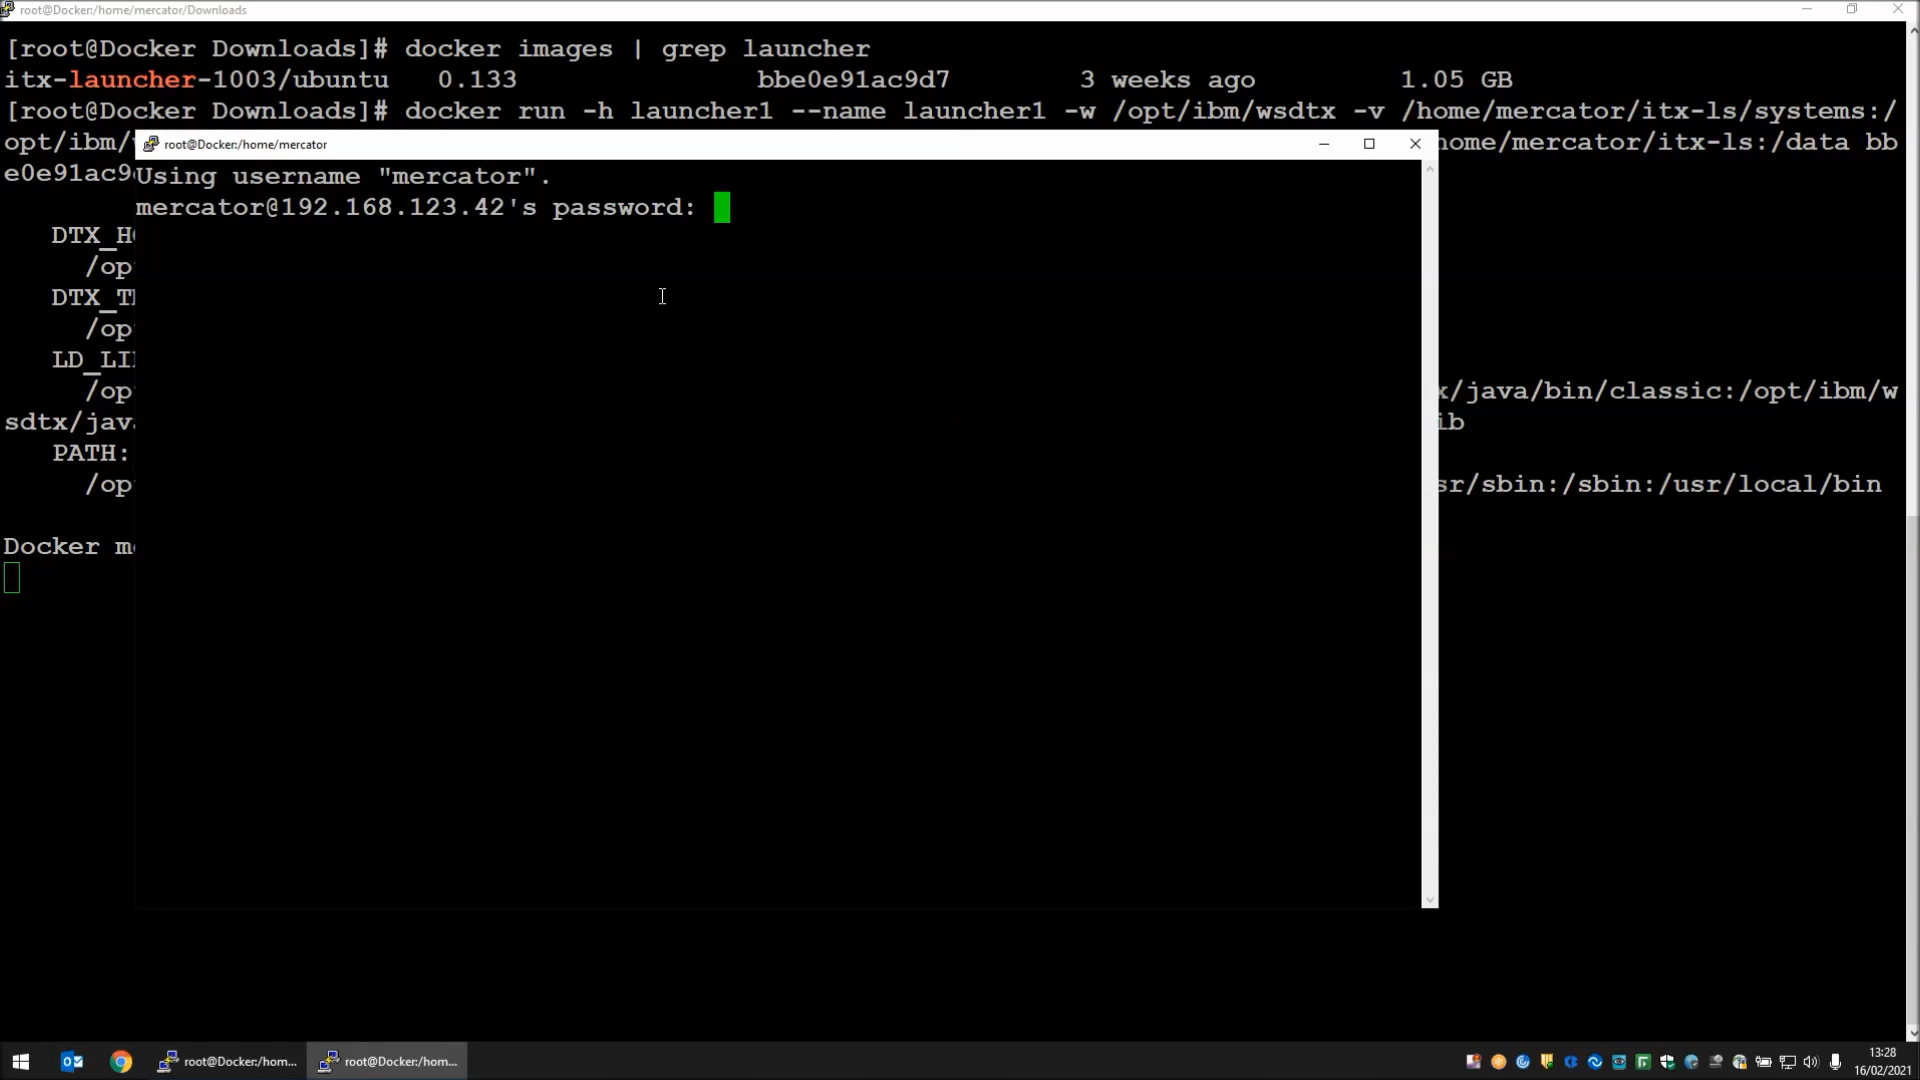 root@Docker:/home/mercator/Downloads
[root@Docker Downloads]# docker images | grep launcher
itx-launcher-1003/ubuntu 0.133 bbe0e91ac9d7 3 weeks ago 1.05 GB
[root@Docker Downloads]# docker run -h launcher1 --name launcher1 -w /opt/ibm/wsdtx -v /home/mercator/itx-ls/systems:/
opt/ibm/ home/mercator/itx-ls:/data bb
e0e91ac9
root@Docker:/home/mercator
Using username "mercator".
mercator@192.168.123.42's password:
DTX_H
/op
DTX_T
/op
LD_LI
/op x/java/bin/classic:/opt/ibm/w
sdtx/jav ib
PATH:
/op sr/sbin:/sbin:/usr/local/bin
Docker m
root@Docker:/hom...
root@Docker:/hom...
13:28
16/02/2021